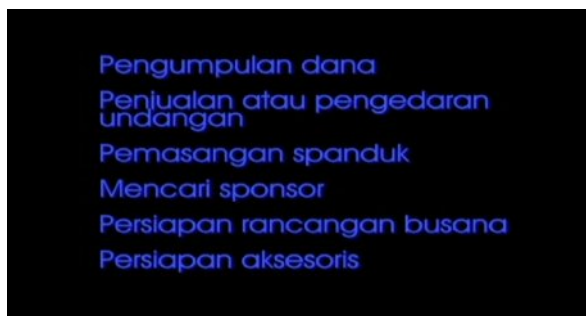 Pengumpulan dana
Penjualan atau pengedaran
undangan
Pemasangan spanduk
Mencari sponsor
Persiapan rancangan busana
Persiapan aksesoris